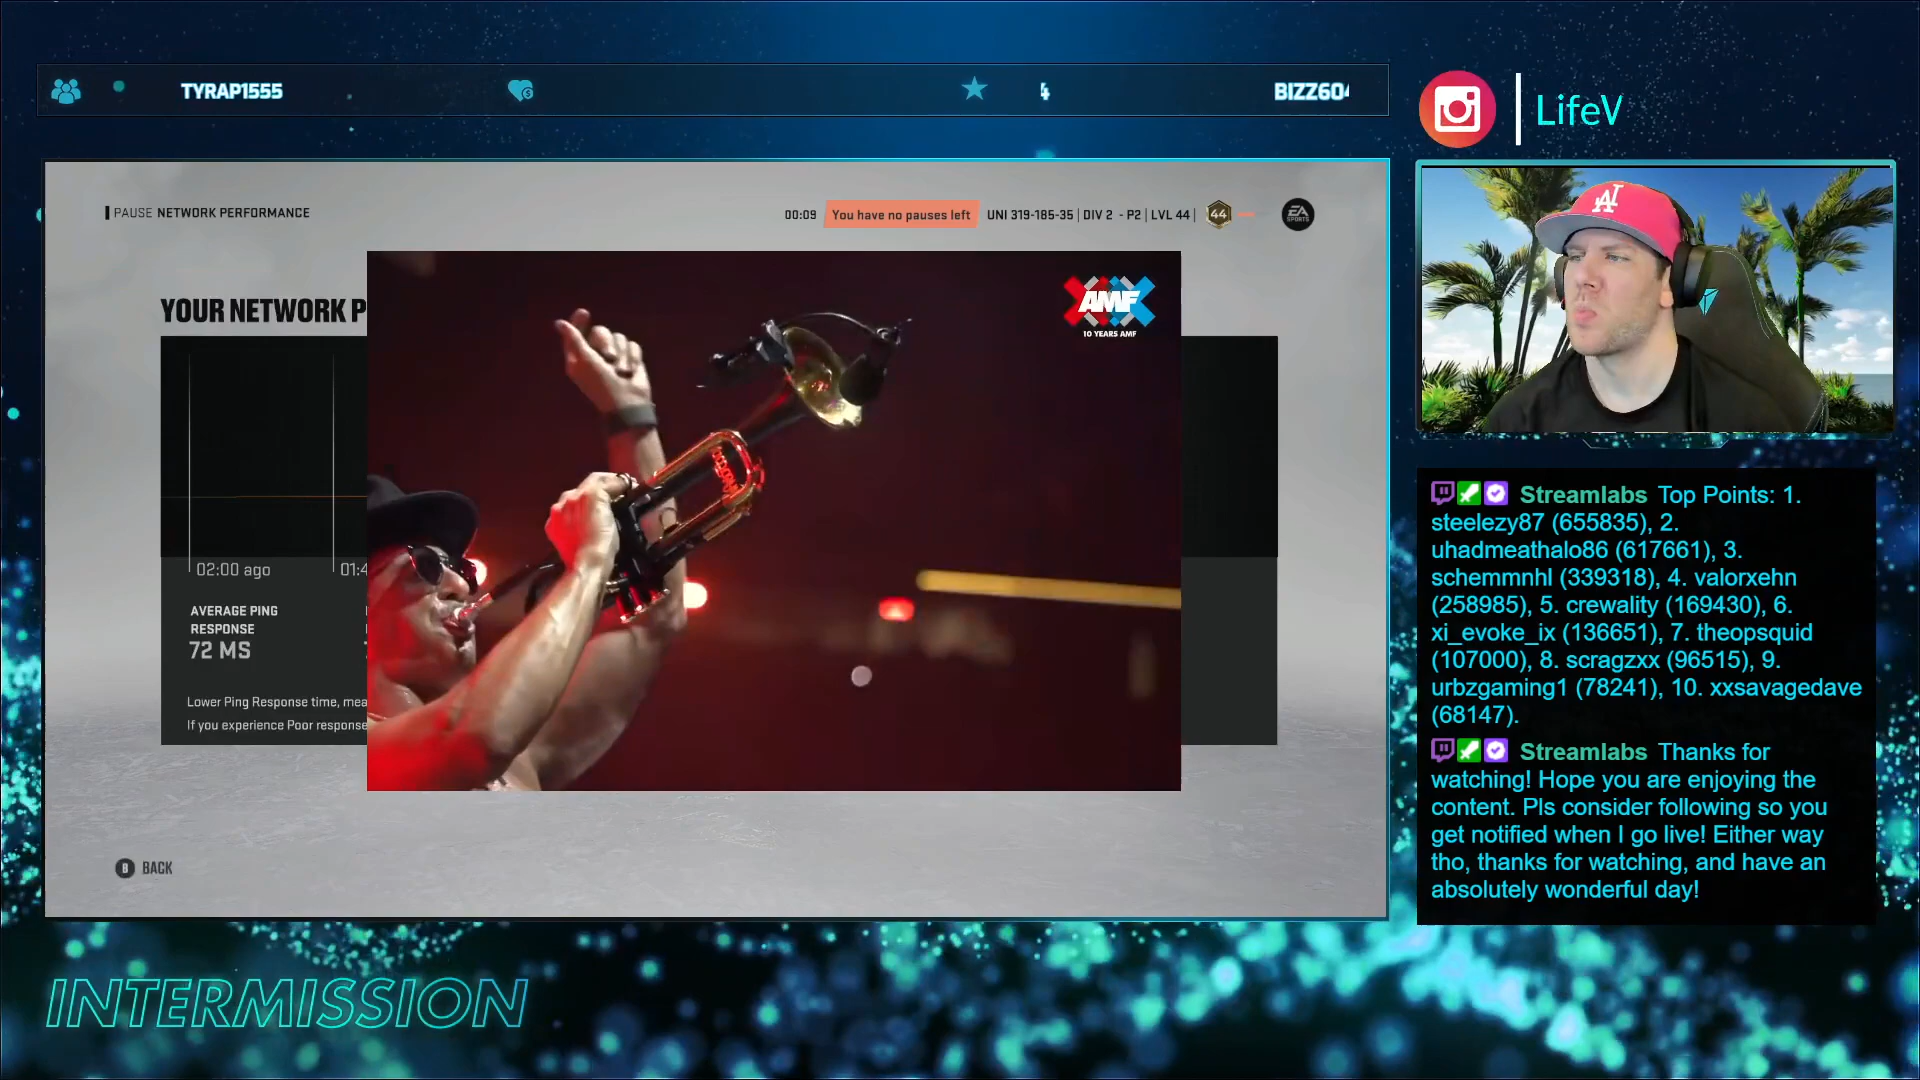 TYRAP1555
BIZZ604
LifeV
PAUSE NETWORK PERFORMANCE
00:09
You have no pauses left
UNI 319-185-35 | DIV 2 - P2 | LVL 44 |
44
EA
SPORTS
YOUR NETWORK P
AMF
10 YEARS AMF
02:00 ago
01:4
AVERAGE PING
RESPONSE
72 MS
Lower Ping Response time, mea
If you experience Poor response
B BACK
Streamlabs Top Points: 1.
steelezy87 (655835), 2.
uhadmeathalo86 (617661), 3.
schemmnhl (339318), 4. valorxehn
(258985), 5. crewality (169430), 6.
xi_evoke_ix (136651), 7. theopsquid
(107000), 8. scragzxx (96515), 9.
urbzgaming1 (78241), 10. xxsavagedave
(68147).
Streamlabs Thanks for
watching! Hope you are enjoying the
content. Pls consider following so you
get notified when I go live! Either way
tho, thanks for watching, and have an
absolutely wonderful day!
INTERMISSION